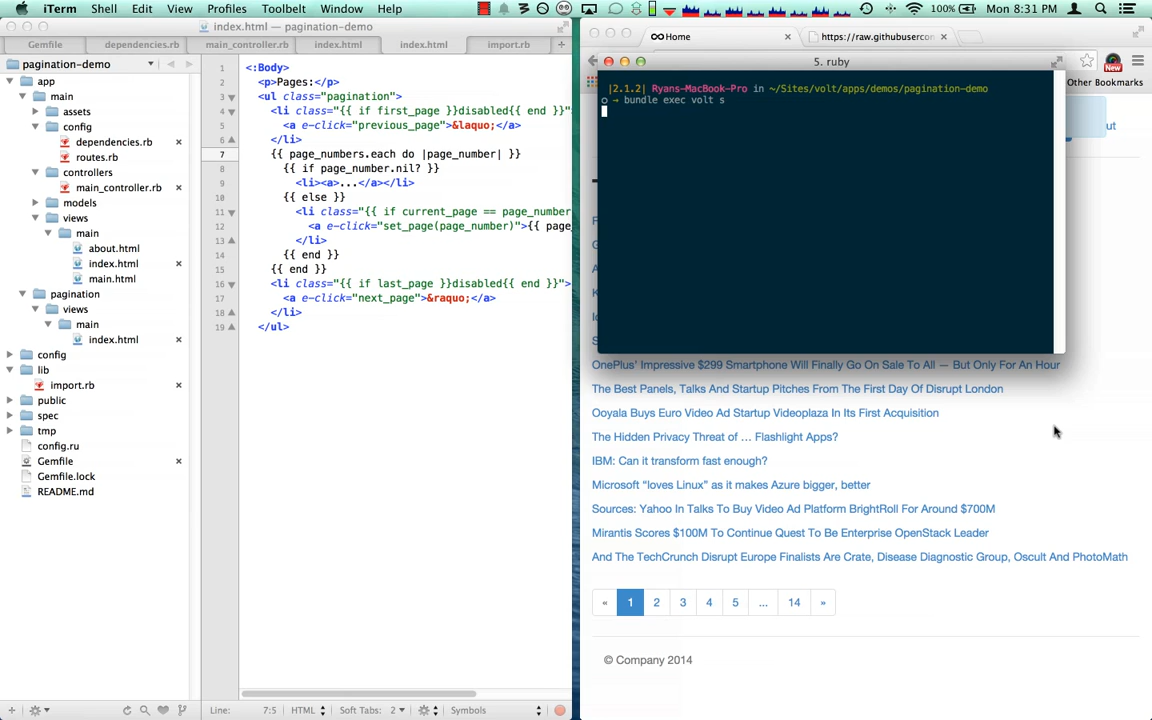 iTerm Shell Edit View Profiles Toolbelt Window Help 100% Mon 8:31 PM
index.html — pagination-demo
Gemfile dependencies.rb main_controller.rb index.html index.html import.rb
pagination-demo
app
main
assets
config
dependencies.rb
routes.rb
controllers
main_controller.rb
models
views
main
about.html
index.html
main.html
pagination
views
main
index.html
config
lib
import.rb
public
spec
tmp
config.ru
Gemfile
Gemfile.lock
README.md
1 <:Body>
2 <p>Pages:</p>
3 <ul class="pagination">
4 <li class="{{ if first_page }}disabled{{ end }}"
5 <a e-click="previous_page">&laquo;</a>
6 </li>
7 {{ page_numbers.each do |page_number| }}
8 {{ if page_number.nil? }}
9 <li><a>...</a></li>
10 {{ else }}
11 <li class="{{ if current_page == page_number
12 <a e-click="set_page(page_number)">{{ page_
13 </li>
14 {{ end }}
15 {{ end }}
16 <li class="{{ if last_page }}disabled{{ end }}">
17 <a e-click="next_page">&raquo;</a>
18 </li>
19 </ul>
Line: 7:5 HTML Soft Tabs: 2 Symbols
Home https://raw.githubusercon
New
Other Bookmarks
ut
5. ruby
|2.1.2| Ryans-MacBook-Pro in ~/Sites/volt/apps/demos/pagination-demo
○ → bundle exec volt s
OnePlus' Impressive $299 Smartphone Will Finally Go On Sale To All — But Only For An Hour
The Best Panels, Talks And Startup Pitches From The First Day Of Disrupt London
Ooyala Buys Euro Video Ad Startup Videoplaza In Its First Acquisition
The Hidden Privacy Threat of … Flashlight Apps?
IBM: Can it transform fast enough?
Microsoft "loves Linux" as it makes Azure bigger, better
Sources: Yahoo In Talks To Buy Video Ad Platform BrightRoll For Around $700M
Mirantis Scores $100M To Continue Quest To Be Enterprise OpenStack Leader
And The TechCrunch Disrupt Europe Finalists Are Crate, Disease Diagnostic Group, Oscult And PhotoMath
« 1 2 3 4 5 ... 14 »
© Company 2014